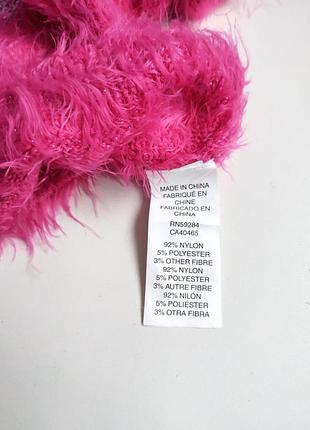 MADE IN CHINA
FABRIQUÉ EN
CHINE
FABRICADO EN
CHINA
RN59284
CA40465
92% NYLON
5% POLYESTER
3% OTHER FIBRE
92% NYLON
5% POLYESTER
3% AUTRE FIBRE
92% NILÓN
5% POLIÉSTER
3% OTRA FIBRA